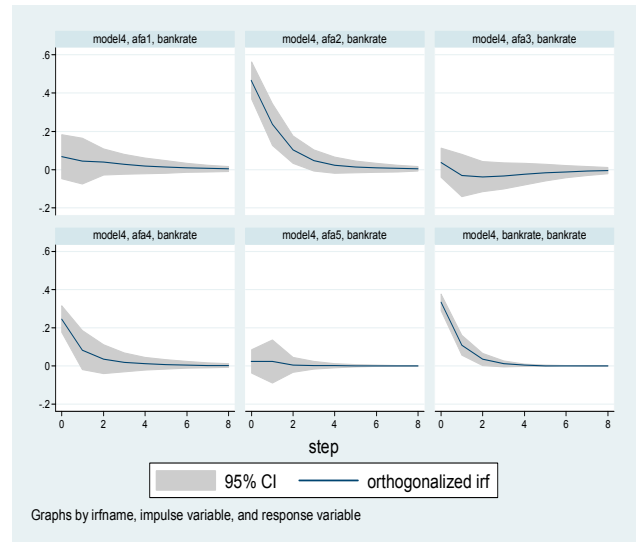 model4, afa1, bankrate
model4, afa2, bankrate
model4, afa3, bankrate
.6
.4
.2
0
-.2
model4, afa4, bankrate
model4, afa5, bankrate
model4, bankrate, bankrate
.6
.4
.2
0
-.2
0 2 4 6 8
0 2 4 6 8
0 2 4 6 8
step
95% CI
orthogonalized irf
Graphs by irfname, impulse variable, and response variable